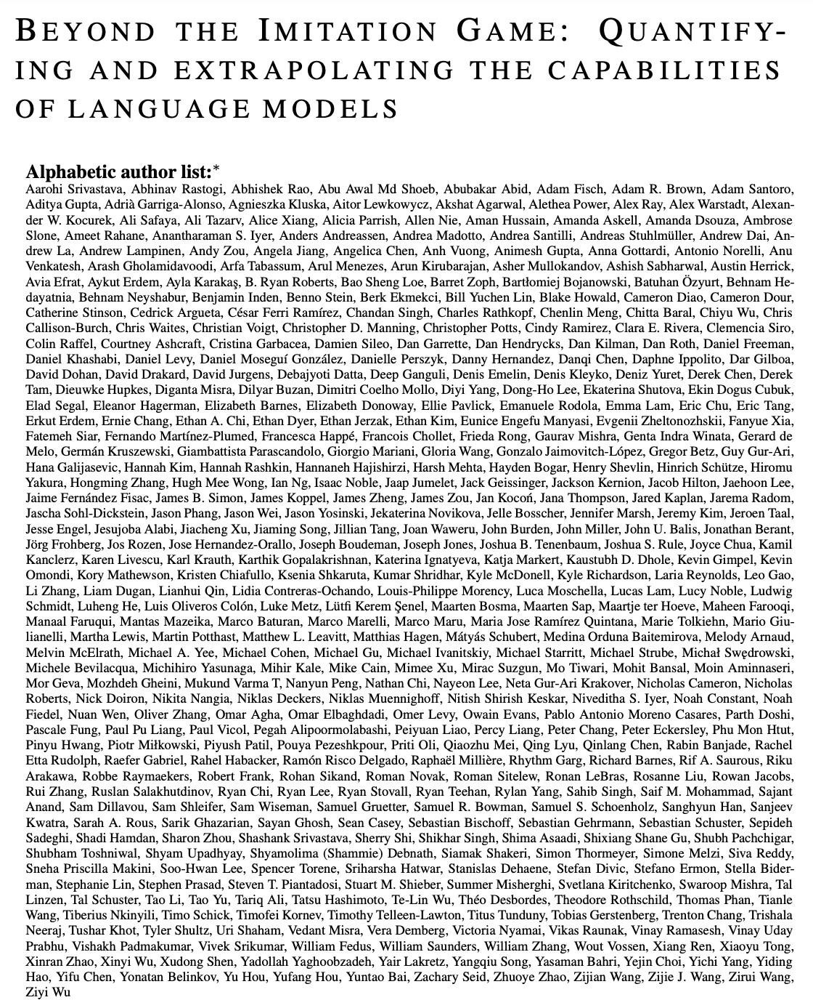 BEYOND THE IMITATION GAME: QUANTIFY-
ING AND EXTRAPOLATING THE CAPABILITIES
OF LANGUAGE MODELS
Alphabetic author list:*
Aarohi Srivastava, Abhinav Rastogi, Abhishek Rao, Abu Awal Md Shoeb, Abubakar Abid, Adam Fisch, Adam R. Brown, Adam Santoro,
Aditya Gupta, Adrià Garriga-Alonso, Agnieszka Kluska, Aitor Lewkowycz, Akshat Agarwal, Alethea Power, Alex Ray, Alex Warstadt, Alexan-
der W. Kocurek, Ali Safaya, Ali Tazarv, Alice Xiang, Alicia Parrish, Allen Nie, Aman Hussain, Amanda Askell, Amanda Dsouza, Ambrose
Slone, Ameet Rahane, Anantharaman S. Iyer, Anders Andreassen, Andrea Madotto, Andrea Santilli, Andreas Stuhlmüller, Andrew Dai, An-
drew La, Andrew Lampinen, Andy Zou, Angela Jiang, Angelica Chen, Anh Vuong, Animesh Gupta, Anna Gottardi, Antonio Norelli, Anu
Venkatesh, Arash Gholamidavoodi, Arfa Tabassum, Arul Menezes, Arun Kirubarajan, Asher Mullokandov, Ashish Sabharwal, Austin Herrick,
Avia Efrat, Aykut Erdem, Ayla Karakaş, B. Ryan Roberts, Bao Sheng Loe, Barret Zoph, Bartłomiej Bojanowski, Batuhan Özyurt, Behnam He-
dayatnia, Behnam Neyshabur, Benjamin Inden, Benno Stein, Berk Ekmekci, Bill Yuchen Lin, Blake Howald, Cameron Diao, Cameron Dour,
Catherine Stinson, Cedrick Argueta, César Ferri Ramírez, Chandan Singh, Charles Rathkopf, Chenlin Meng, Chitta Baral, Chiyu Wu, Chris
Callison-Burch, Chris Waites, Christian Voigt, Christopher D. Manning, Christopher Potts, Cindy Ramirez, Clara E. Rivera, Clemencia Siro,
Colin Raffel, Courtney Ashcraft, Cristina Garbacea, Damien Sileo, Dan Garrette, Dan Hendrycks, Dan Kilman, Dan Roth, Daniel Freeman,
Daniel Khashabi, Daniel Levy, Daniel Moseguí González, Danielle Perszyk, Danny Hernandez, Danqi Chen, Daphne Ippolito, Dar Gilboa,
David Dohan, David Drakard, David Jurgens, Debajyoti Datta, Deep Ganguli, Denis Emelin, Denis Kleyko, Deniz Yuret, Derek Chen, Derek
Tam, Dieuwke Hupkes, Diganta Misra, Dilyar Buzan, Dimitri Coelho Mollo, Diyi Yang, Dong-Ho Lee, Ekaterina Shutova, Ekin Dogus Cubuk,
Elad Segal, Eleanor Hagerman, Elizabeth Barnes, Elizabeth Donoway, Ellie Pavlick, Emanuele Rodola, Emma Lam, Eric Chu, Eric Tang,
Erkut Erdem, Ernie Chang, Ethan A. Chi, Ethan Dyer, Ethan Jerzak, Ethan Kim, Eunice Engefu Manyasi, Evgenii Zheltonozhskii, Fanyue Xia,
Fatemeh Siar, Fernando Martínez-Plumed, Francesca Happé, Francois Chollet, Frieda Rong, Gaurav Mishra, Genta Indra Winata, Gerard de
Melo, Germán Kruszewski, Giambattista Parascandolo, Giorgio Mariani, Gloria Wang, Gonzalo Jaimovitch-López, Gregor Betz, Guy Gur-Ari,
Hana Galijasevic, Hannah Kim, Hannah Rashkin, Hannaneh Hajishirzi, Harsh Mehta, Hayden Bogar, Henry Shevlin, Hinrich Schütze, Hiromu
Yakura, Hongming Zhang, Hugh Mee Wong, Ian Ng, Isaac Noble, Jaap Jumelet, Jack Geissinger, Jackson Kernion, Jacob Hilton, Jaehoon Lee,
Jaime Fernández Fisac, James B. Simon, James Koppel, James Zheng, James Zou, Jan Kocoń, Jana Thompson, Jared Kaplan, Jarema Radom,
Jascha Sohl-Dickstein, Jason Phang, Jason Wei, Jason Yosinski, Jekaterina Novikova, Jelle Bosscher, Jennifer Marsh, Jeremy Kim, Jeroen Taal,
Jesse Engel, Jesujoba Alabi, Jiacheng Xu, Jiaming Song, Jillian Tang, Joan Waweru, John Burden, John Miller, John U. Balis, Jonathan Berant,
Jörg Frohberg, Jos Rozen, Jose Hernandez-Orallo, Joseph Boudeman, Joseph Jones, Joshua B. Tenenbaum, Joshua S. Rule, Joyce Chua, Kamil
Kanclerz, Karen Livescu, Karl Krauth, Karthik Gopalakrishnan, Katerina Ignatyeva, Katja Markert, Kaustubh D. Dhole, Kevin Gimpel, Kevin
Omondi, Kory Mathewson, Kristen Chiafullo, Ksenia Shkaruta, Kumar Shridhar, Kyle McDonell, Kyle Richardson, Laria Reynolds, Leo Gao,
Li Zhang, Liam Dugan, Lianhui Qin, Lidia Contreras-Ochando, Louis-Philippe Morency, Luca Moschella, Lucas Lam, Lucy Noble, Ludwig
Schmidt, Luheng He, Luis Oliveros Colón, Luke Metz, Lütfi Kerem Şenel, Maarten Bosma, Maarten Sap, Maartje ter Hoeve, Maheen Farooqi,
Manaal Faruqui, Mantas Mazeika, Marco Baturan, Marco Marelli, Marco Maru, Maria Jose Ramírez Quintana, Marie Tolkiehn, Mario Giu-
lianelli, Martha Lewis, Martin Potthast, Matthew L. Leavitt, Matthias Hagen, Mátyás Schubert, Medina Orduna Baitemirova, Melody Arnaud,
Melvin McElrath, Michael A. Yee, Michael Cohen, Michael Gu, Michael Ivanitskiy, Michael Starritt, Michael Strube, Michał Swędrowski,
Michele Bevilacqua, Michihiro Yasunaga, Mihir Kale, Mike Cain, Mimee Xu, Mirac Suzgun, Mo Tiwari, Mohit Bansal, Moin Aminnaseri,
Mor Geva, Mozhdeh Gheini, Mukund Varma T, Nanyun Peng, Nathan Chi, Nayeon Lee, Neta Gur-Ari Krakover, Nicholas Cameron, Nicholas
Roberts, Nick Doiron, Nikita Nangia, Niklas Deckers, Niklas Muennighoff, Nitish Shirish Keskar, Niveditha S. Iyer, Noah Constant, Noah
Fiedel, Nuan Wen, Oliver Zhang, Omar Agha, Omar Elbaghdadi, Omer Levy, Owain Evans, Pablo Antonio Moreno Casares, Parth Doshi,
Pascale Fung, Paul Pu Liang, Paul Vicol, Pegah Alipoormolabashi, Peiyuan Liao, Percy Liang, Peter Chang, Peter Eckersley, Phu Mon Htut,
Pinyu Hwang, Piotr Miłkowski, Piyush Patil, Pouya Pezeshkpour, Priti Oli, Qiaozhu Mei, Qing Lyu, Qinlang Chen, Rabin Banjade, Rachel
Etta Rudolph, Raefer Gabriel, Rahel Habacker, Ramón Risco Delgado, Raphaël Millière, Rhythm Garg, Richard Barnes, Rif A. Saurous, Riku
Arakawa, Robbe Raymaekers, Robert Frank, Rohan Sikand, Roman Novak, Roman Sitelew, Ronan LeBras, Rosanne Liu, Rowan Jacobs,
Rui Zhang, Ruslan Salakhutdinov, Ryan Chi, Ryan Lee, Ryan Stovall, Ryan Teehan, Rylan Yang, Sahib Singh, Saif M. Mohammad, Sajant
Anand, Sam Dillavou, Sam Shleifer, Sam Wiseman, Samuel Gruetter, Samuel R. Bowman, Samuel S. Schoenholz, Sanghyun Han, Sanjeev
Kwatra, Sarah A. Rous, Sarik Ghazarian, Sayan Ghosh, Sean Casey, Sebastian Bischoff, Sebastian Gehrmann, Sebastian Schuster, Sepideh
Sadeghi, Shadi Hamdan, Sharon Zhou, Shashank Srivastava, Sherry Shi, Shikhar Singh, Shima Asaadi, Shixiang Shane Gu, Shubh Pachchigar,
Shubham Toshniwal, Shyam Upadhyay, Shyamolima (Shammie) Debnath, Siamak Shakeri, Simon Thormeyer, Simone Melzi, Siva Reddy,
Sneha Priscilla Makini, Soo-Hwan Lee, Spencer Torene, Sriharsha Hatwar, Stanislas Dehaene, Stefan Divic, Stefano Ermon, Stella Bider-
man, Stephanie Lin, Stephen Prasad, Steven T. Piantadosi, Stuart M. Shieber, Summer Misherghi, Svetlana Kiritchenko, Swaroop Mishra, Tal
Linzen, Tal Schuster, Tao Li, Tao Yu, Tariq Ali, Tatsu Hashimoto, Te-Lin Wu, Théo Desbordes, Theodore Rothschild, Thomas Phan, Tianle
Wang, Tiberius Nkinyili, Timo Schick, Timofei Kornev, Timothy Telleen-Lawton, Titus Tunduny, Tobias Gerstenberg, Trenton Chang, Trishala
Neeraj, Tushar Khot, Tyler Shultz, Uri Shaham, Vedant Misra, Vera Demberg, Victoria Nyamai, Vikas Raunak, Vinay Ramasesh, Vinay Uday
Prabhu, Vishakh Padmakumar, Vivek Srikumar, William Fedus, William Saunders, William Zhang, Wout Vossen, Xiang Ren, Xiaoyu Tong,
Xinran Zhao, Xinyi Wu, Xudong Shen, Yadollah Yaghoobzadeh, Yair Lakretz, Yangqiu Song, Yasaman Bahri, Yejin Choi, Yichi Yang, Yiding
Hao, Yifu Chen, Yonatan Belinkov, Yu Hou, Yufang Hou, Yuntao Bai, Zachary Seid, Zhuoye Zhao, Zijian Wang, Zijie J. Wang, Zirui Wang,
Ziyi Wu